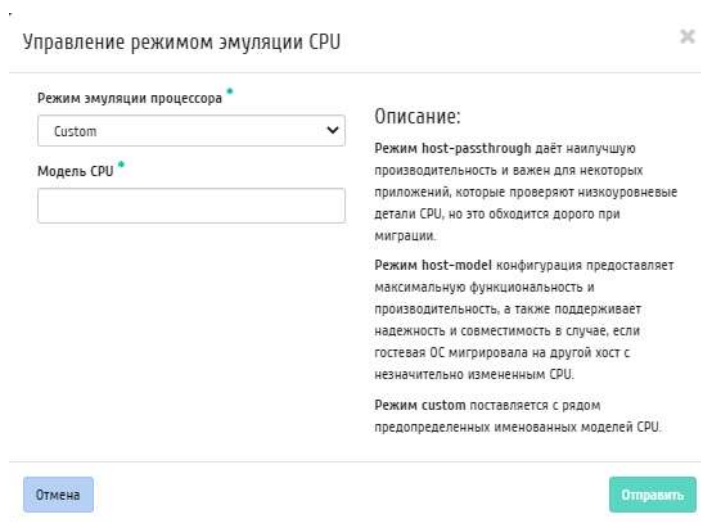 Управление режимом эмуляции CPU
Режим эмуляции процессора
Custom
Модель CPU
Описание:
Режим host-passthrough даёт наилучшую
производительность и важен для некоторых
приложений, которые проверяют низкоуровневые
детали CPU, но это обходится дорого при
миграции.
Режим host-model конфигурация предоставляет
максимальную функциональность и
производительность, а также поддерживает
надежность и совместимость в случае, если
гостевая ОС мигрировала на другой хост с
незначительно измененным CPU.
Режим custom поставляется с рядом
предопределенных именованных моделей CPU.
Отмена
Отправить